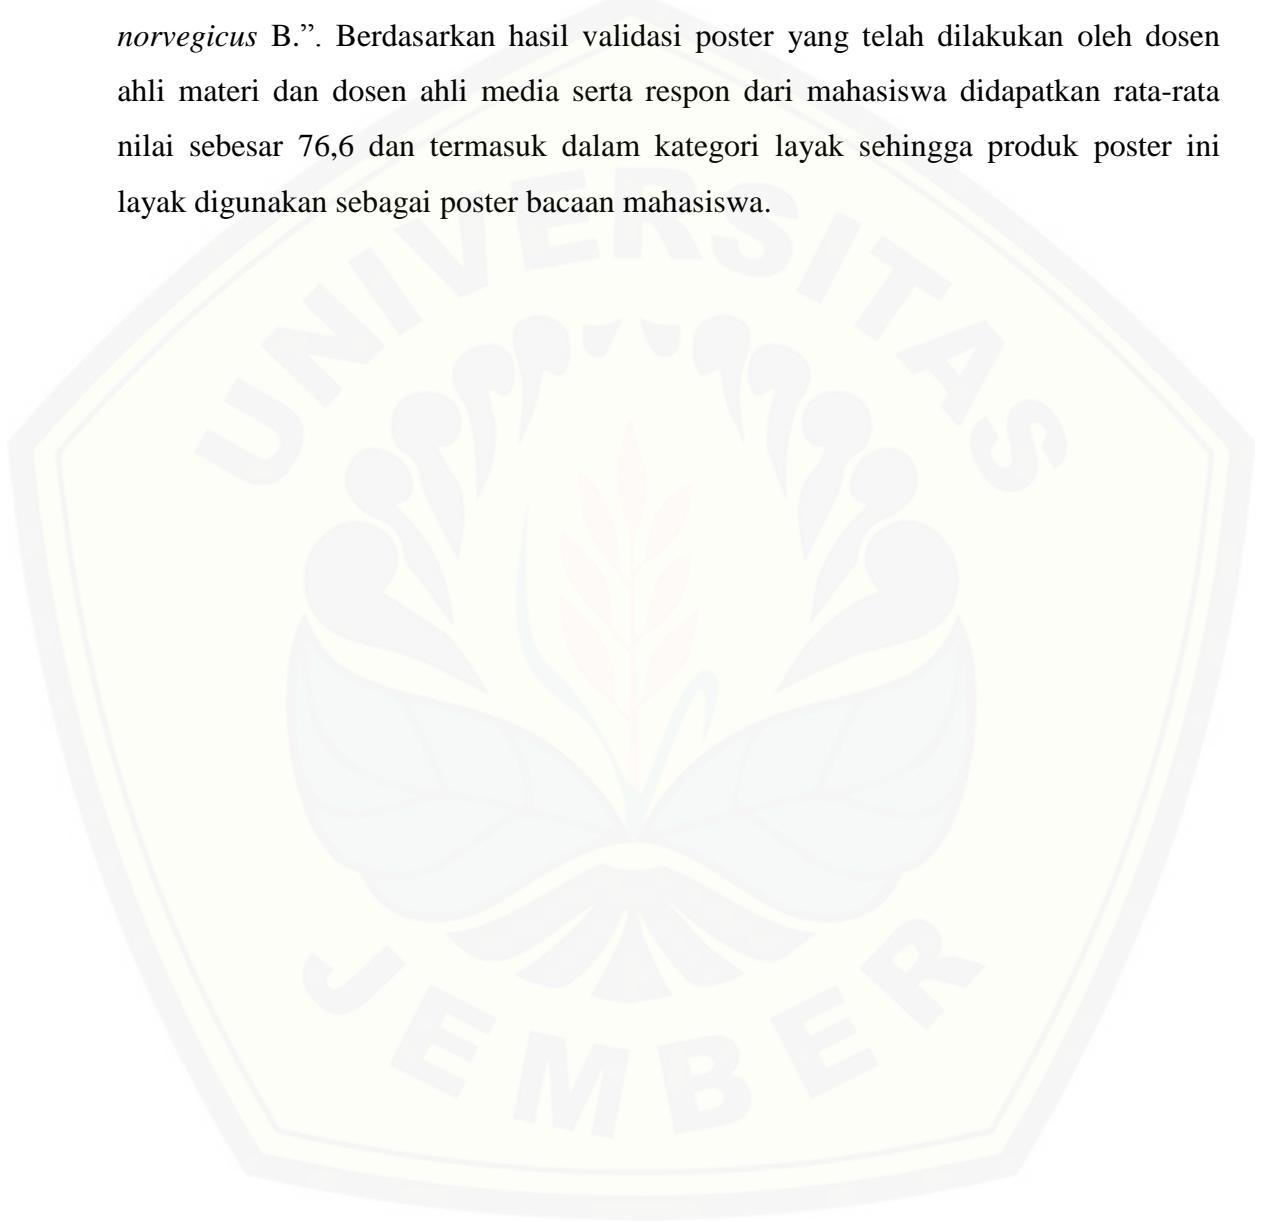 norvegicus B.”. Berdasarkan hasil validasi poster yang telah dilakukan oleh dosen
ahli materi dan dosen ahli media serta respon dari mahasiswa didapatkan rata-rata
nilai sebesar 76,6 dan termasuk dalam kategori layak sehingga produk poster ini
layak digunakan sebagai poster bacaan mahasiswa.
UNIVERSITAS
JEMBER